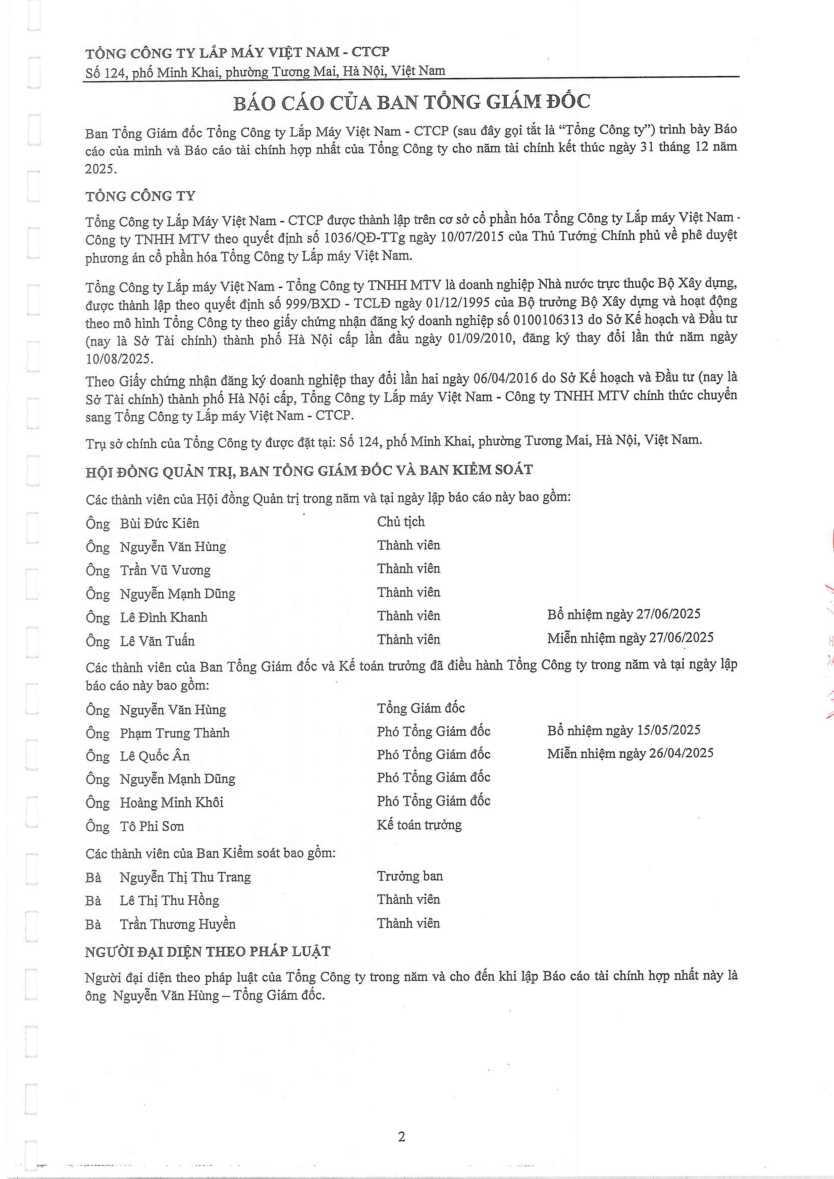 TỔNG CÔNG TY LẮP MÁY VIỆT NAM - CTCP
Số 124, phố Minh Khai, phường Tương Mai, Hà Nội, Việt Nam
BÁO CÁO CỦA BAN TỔNG GIÁM ĐỐC
Ban Tổng Giám đốc Tổng Công ty Lắp Máy Việt Nam - CTCP (sau đây gọi tắt là “Tổng Công ty”) trình bày Báo
cáo của mình và Báo cáo tài chính hợp nhất của Tổng Công ty cho năm tài chính kết thúc ngày 31 tháng 12 năm
2025.
TỔNG CÔNG TY
Tổng Công ty Lắp Máy Việt Nam - CTCP được thành lập trên cơ sở cổ phần hóa Tổng Công ty Lắp máy Việt Nam -
Công ty TNHH MTV theo quyết định số 1036/QĐ-TTg ngày 10/07/2015 của Thủ Tướng Chính phủ về phê duyệt
phương án cổ phần hóa Tổng Công ty Lắp máy Việt Nam.
Tổng Công ty Lắp máy Việt Nam - Tổng Công ty TNHH MTV là doanh nghiệp Nhà nước trực thuộc Bộ Xây dựng,
được thành lập theo quyết định số 999/BXD - TCLĐ ngày 01/12/1995 của Bộ trưởng Bộ Xây dựng và hoạt động
theo mô hình Tổng Công ty theo giấy chứng nhận đăng ký doanh nghiệp số 0100106313 do Sở Kế hoạch và Đầu tư
(nay là Sở Tài chính) thành phố Hà Nội cấp lần đầu ngày 01/09/2010, đăng ký thay đổi lần thứ năm ngày
10/08/2025.
Theo Giấy chứng nhận đăng ký doanh nghiệp thay đổi lần hai ngày 06/04/2016 do Sở Kế hoạch và Đầu tư (nay là
Sở Tài chính) thành phố Hà Nội cấp, Tổng Công ty Lắp máy Việt Nam - Công ty TNHH MTV chính thức chuyển
sang Tổng Công ty Lắp máy Việt Nam - CTCP.
Trụ sở chính của Tổng Công ty được đặt tại: Số 124, phố Minh Khai, phường Tương Mai, Hà Nội, Việt Nam.
HỘI ĐỒNG QUẢN TRỊ, BAN TỔNG GIÁM ĐỐC VÀ BAN KIỂM SOÁT
Các thành viên của Hội đồng Quản trị trong năm và tại ngày lập báo cáo này bao gồm:
Ông Bùi Đức Kiên Chủ tịch
Ông Nguyễn Văn Hùng Thành viên
Ông Trần Vũ Vương Thành viên
Ông Nguyễn Mạnh Dũng Thành viên
Ông Lê Đình Khanh Thành viên Bổ nhiệm ngày 27/06/2025
Ông Lê Văn Tuấn Thành viên Miễn nhiệm ngày 27/06/2025
Các thành viên của Ban Tổng Giám đốc và Kế toán trưởng đã điều hành Tổng Công ty trong năm và tại ngày lập
báo cáo này bao gồm:
Ông Nguyễn Văn Hùng Tổng Giám đốc
Ông Phạm Trung Thành Phó Tổng Giám đốc Bổ nhiệm ngày 15/05/2025
Ông Lê Quốc Ân Phó Tổng Giám đốc Miễn nhiệm ngày 26/04/2025
Ông Nguyễn Mạnh Dũng Phó Tổng Giám đốc
Ông Hoàng Minh Khôi Phó Tổng Giám đốc
Ông Tô Phi Sơn Kế toán trưởng
Các thành viên của Ban Kiểm soát bao gồm:
Bà Nguyễn Thị Thu Trang Trưởng ban
Bà Lê Thị Thu Hồng Thành viên
Bà Trần Thương Huyền Thành viên
NGƯỜI ĐẠI DIỆN THEO PHÁP LUẬT
Người đại diện theo pháp luật của Tổng Công ty trong năm và cho đến khi lập Báo cáo tài chính hợp nhất này là
ông Nguyễn Văn Hùng – Tổng Giám đốc.
2